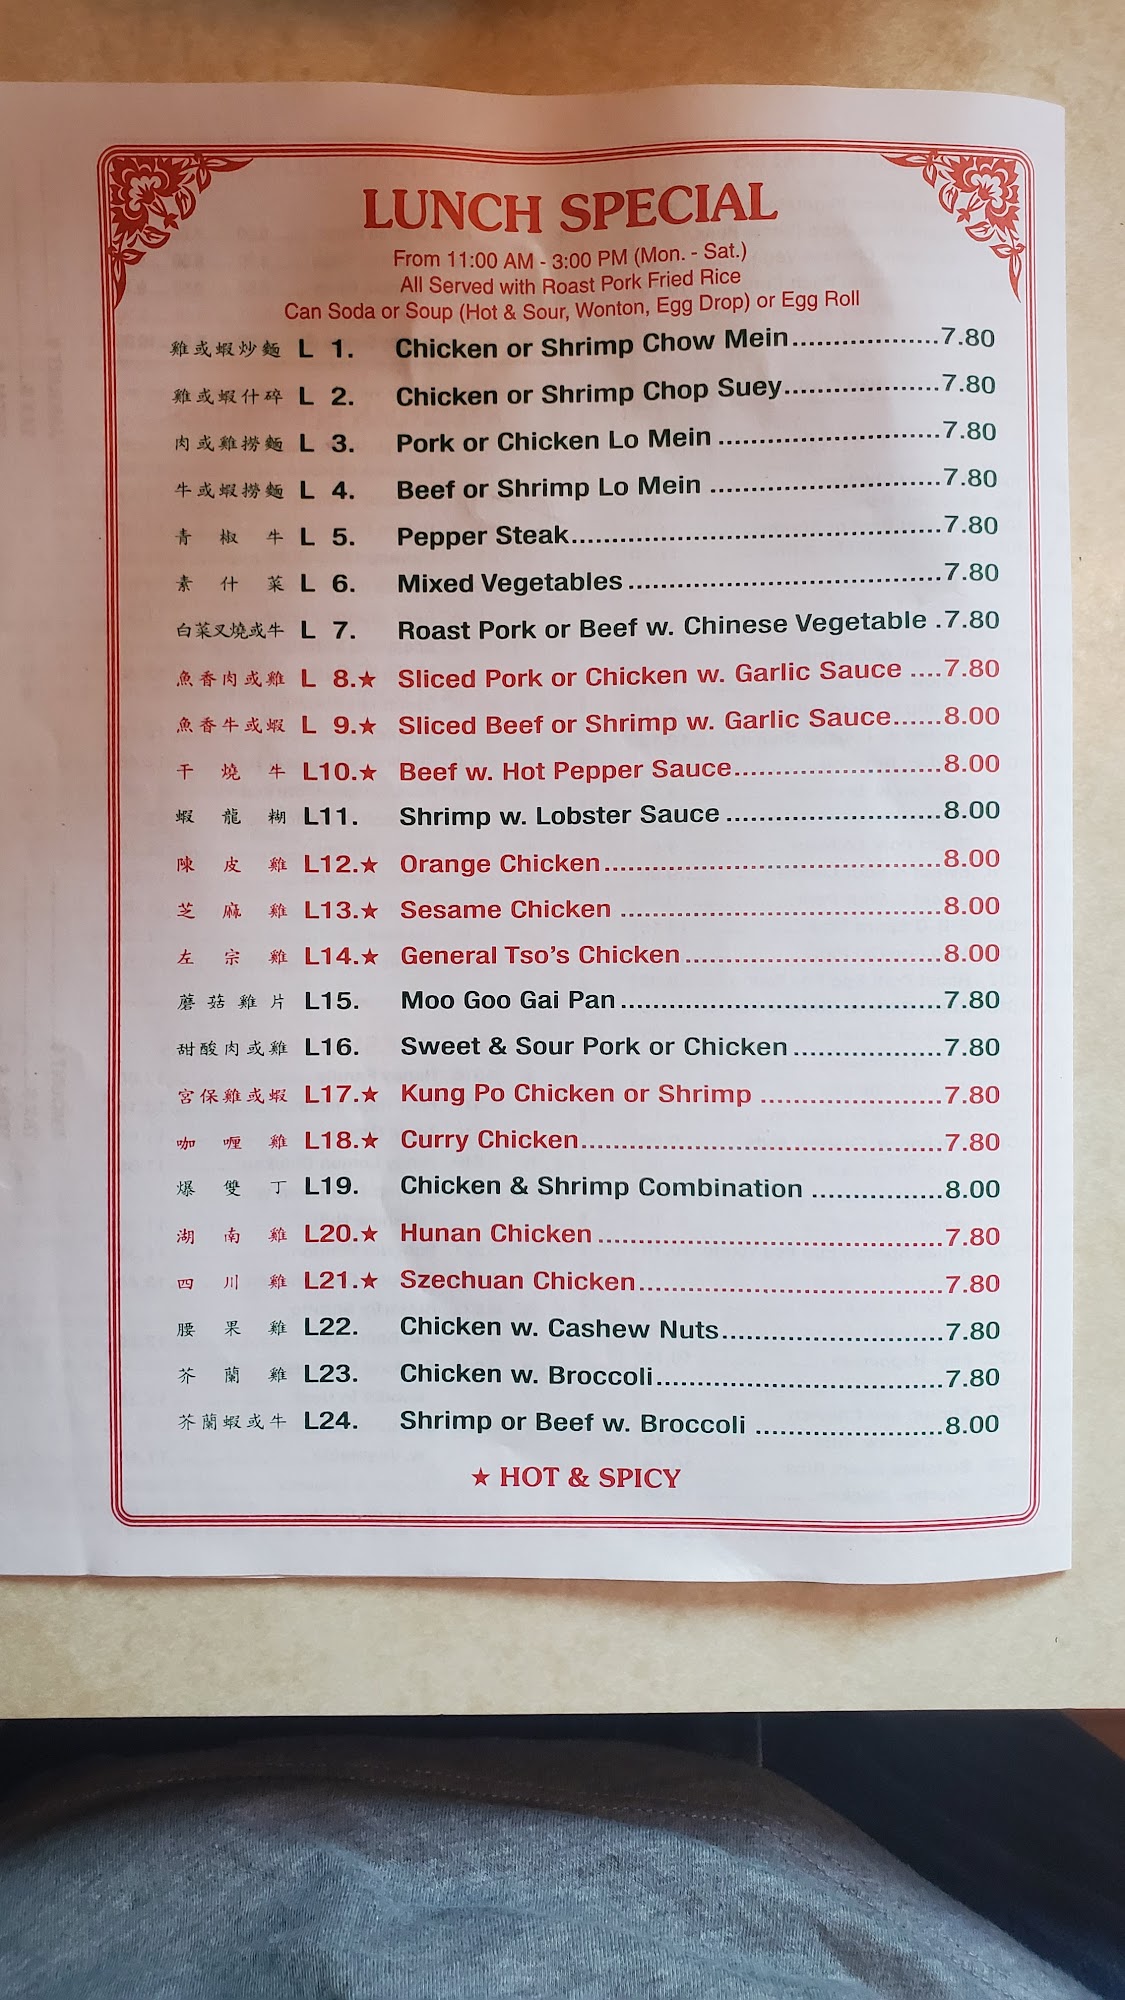 LUNCH SPECIAL
From 11:00 AM - 3:00 PM (Mon. - Sat.)
All Served with Roast Pork Fried Rice
Can Soda or Soup (Hot & Sour, Wonton, Egg Drop) or Egg Roll
雞或蝦炒麵 L 1. Chicken or Shrimp Chow Mein...................7.80
雞或蝦什碎 L 2. Chicken or Shrimp Chop Suey....................7.80
肉或雞撈麵 L 3. Pork or Chicken Lo Mein ............................7.80
牛或蝦撈麵 L 4. Beef or Shrimp Lo Mein .............................7.80
青椒牛 L 5. Pepper Steak...............................................7.80
素什菜 L 6. Mixed Vegetables .......................................7.80
白菜叉燒或牛 L 7. Roast Pork or Beef w. Chinese Vegetable .7.80
魚香肉或雞 L 8.★ Sliced Pork or Chicken w. Garlic Sauce ....7.80
魚香牛或蝦 L 9.★ Sliced Beef or Shrimp w. Garlic Sauce......8.00
干燒牛 L10.★ Beef w. Hot Pepper Sauce..........................8.00
蝦龍糊 L11. Shrimp w. Lobster Sauce ...........................8.00
陳皮雞 L12.★ Orange Chicken...........................................8.00
芝麻雞 L13.★ Sesame Chicken .........................................8.00
左宗雞 L14.★ General Tso's Chicken.................................8.00
蘑菇雞片 L15. Moo Goo Gai Pan.........................................7.80
甜酸肉或雞 L16. Sweet & Sour Pork or Chicken...................7.80
宮保雞或蝦 L17.★ Kung Po Chicken or Shrimp .......................7.80
咖喱雞 L18.★ Curry Chicken..............................................7.80
爆雙丁 L19. Chicken & Shrimp Combination .................8.00
湖南雞 L20.★ Hunan Chicken ............................................7.80
四川雞 L21.★ Szechuan Chicken.......................................7.80
腰果雞 L22. Chicken w. Cashew Nuts............................7.80
芥蘭雞 L23. Chicken w. Broccoli.....................................7.80
芥蘭蝦或牛 L24. Shrimp or Beef w. Broccoli ........................8.00
★ HOT & SPICY